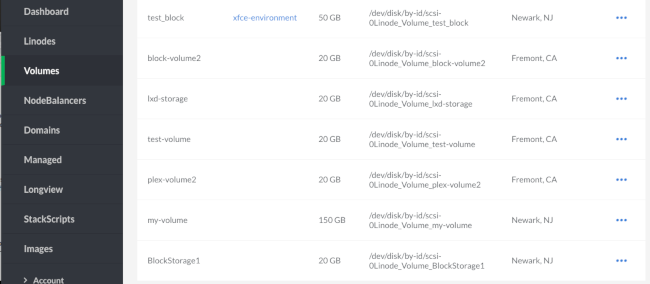 Dashboard
Linodes
Volumes
NodeBalancers
Domains
Managed
Longview
StackScripts
Images
> Account
test_block xfce-environment 50 GB /dev/disk/by-id/scsi-
0Linode_Volume_test_block Newark, NJ
block-volume2 20 GB /dev/disk/by-id/scsi-
0Linode_Volume_block-volume2 Fremont, CA
lxd-storage 20 GB /dev/disk/by-id/scsi-
0Linode_Volume_lxd-storage Fremont, CA
test-volume 20 GB /dev/disk/by-id/scsi-
0Linode_Volume_test-volume Fremont, CA
plex-volume2 20 GB /dev/disk/by-id/scsi-
0Linode_Volume_plex-volume2 Fremont, CA
my-volume 150 GB /dev/disk/by-id/scsi-
0Linode_Volume_my-volume Newark, NJ
BlockStorage1 20 GB /dev/disk/by-id/scsi-
0Linode_Volume_BlockStorage1 Newark, NJ